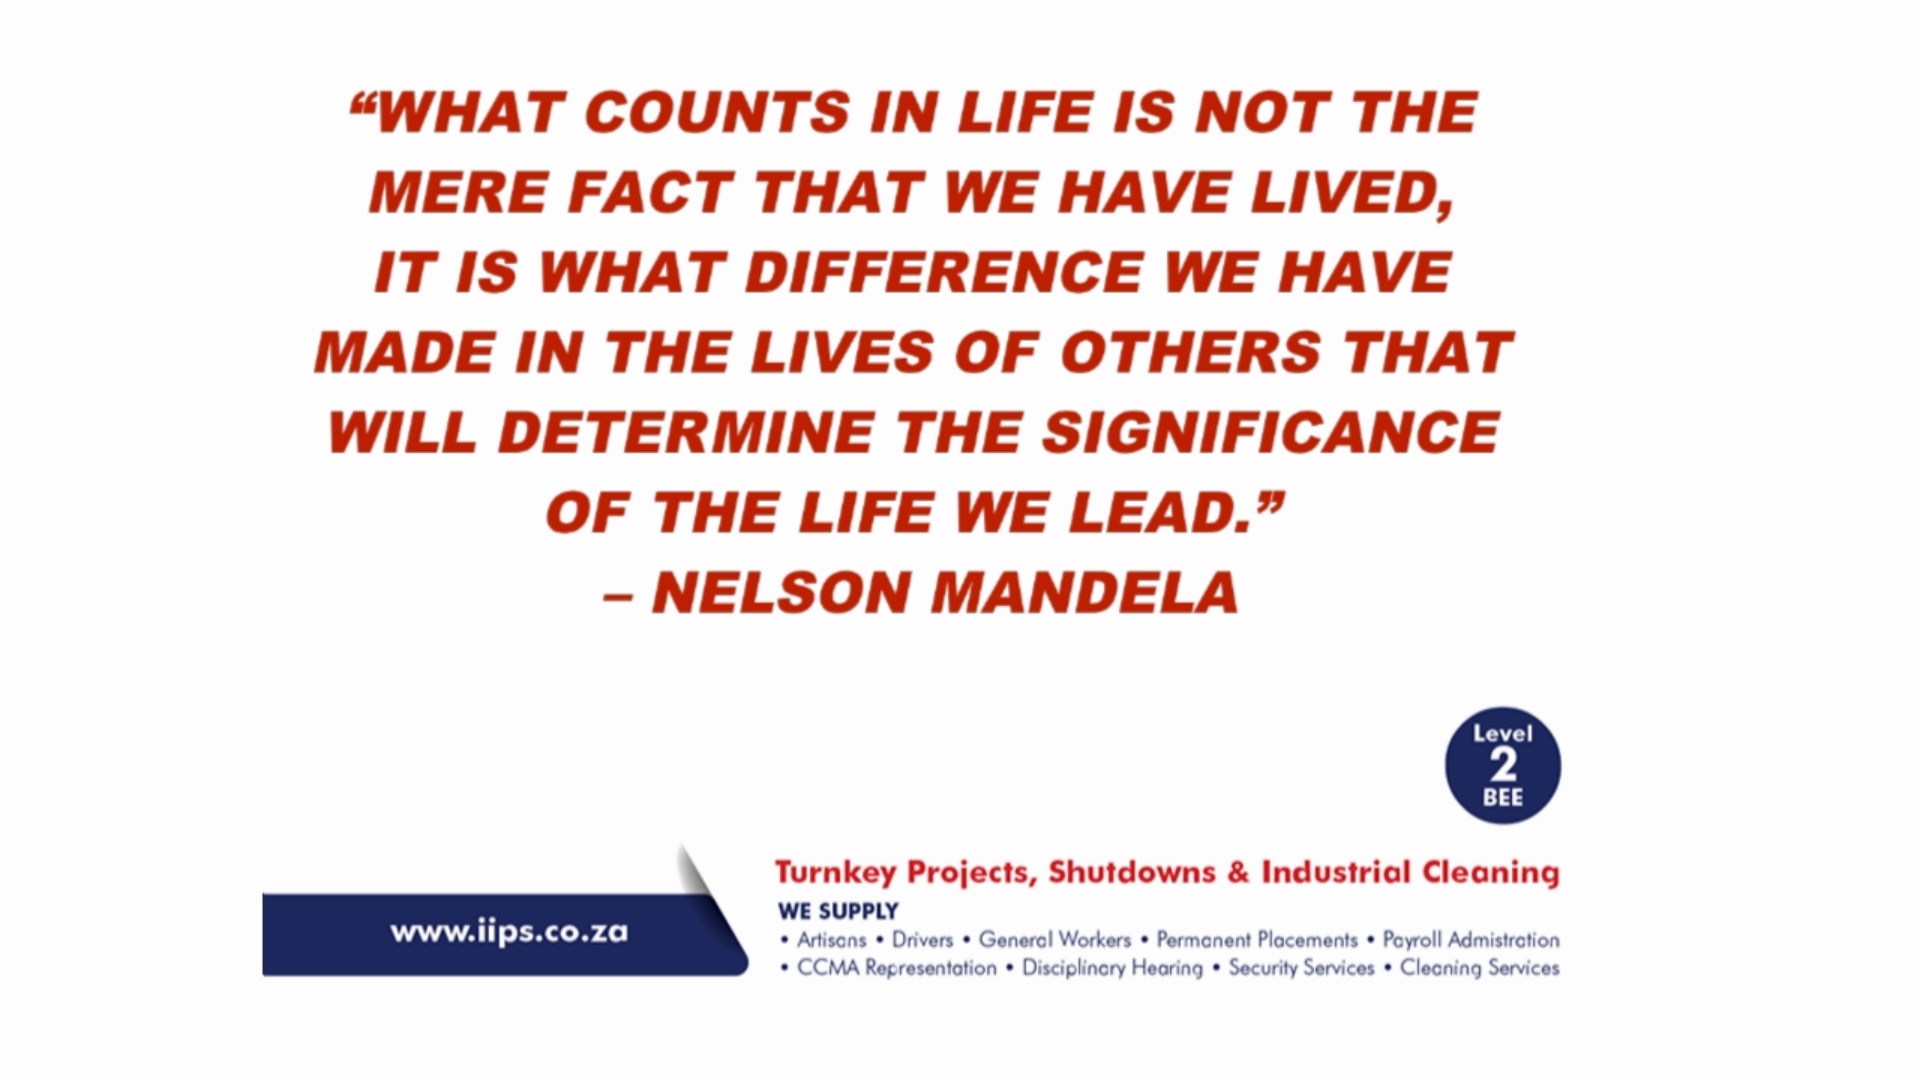 “WHAT COUNTS IN LIFE IS NOT THE
MERE FACT THAT WE HAVE LIVED,
IT IS WHAT DIFFERENCE WE HAVE
MADE IN THE LIVES OF OTHERS THAT
WILL DETERMINE THE SIGNIFICANCE
OF THE LIFE WE LEAD.”
– NELSON MANDELA
Level
2
BEE
www.iips.co.za
Turnkey Projects, Shutdowns & Industrial Cleaning
WE SUPPLY
• Artisans • Drivers • General Workers • Permanent Placements • Payroll Admistration
• CCMA Representation • Disciplinary Hearing • Security Services • Cleaning Services